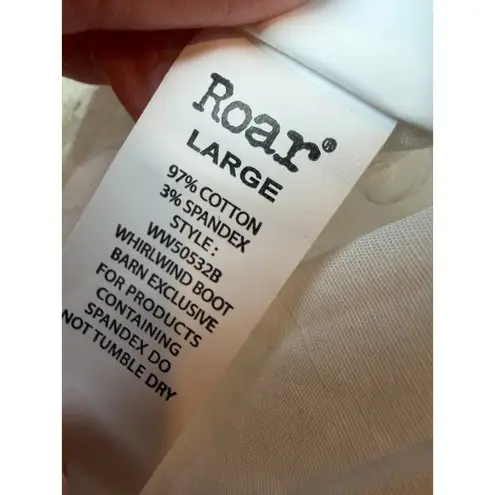 Roar®
LARGE
97% COTTON
3% SPANDEX
STYLE :
WW50532B
WHIRLWIND BOOT
BARN EXCLUSIVE
FOR PRODUCTS
CONTAINING
SPANDEX DO
NOT TUMBLE DRY